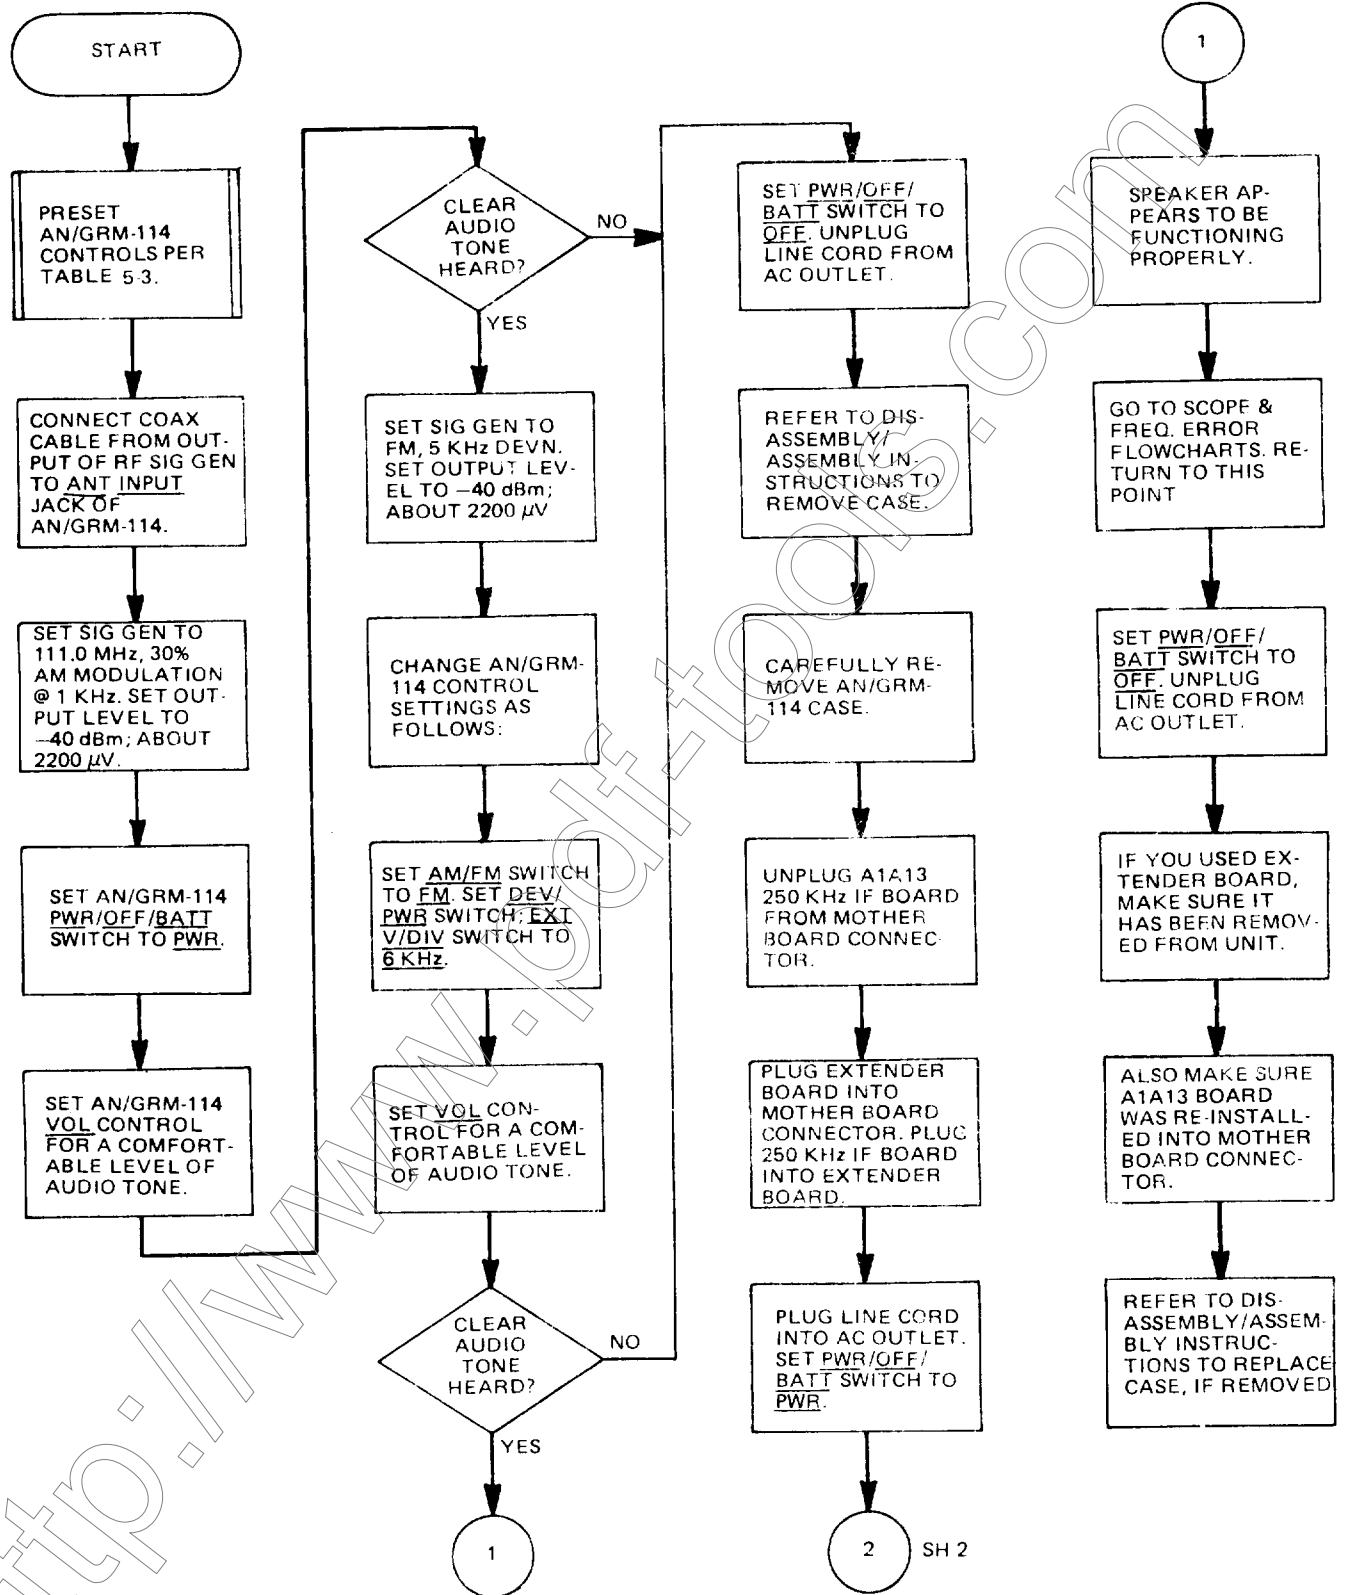 START
PRESET
AN/GRM-114
CONTROLS PER
TABLE 5-3.
CONNECT COAX
CABLE FROM OUT-
PUT OF RF SIG GEN
TO ANT INPUT
JACK OF
AN/GRM-114.
SET SIG GEN TO
111.0 MHz, 30%
AM MODULATION
@ 1 KHz. SET OUT-
PUT LEVEL TO
—40 dBm; ABOUT
2200 µV.
SET AN/GRM-114
PWR/OFF/BATT
SWITCH TO PWR.
SET AN/GRM-114
VOL CONTROL
FOR A COMFORT-
ABLE LEVEL OF
AUDIO TONE.
CLEAR
AUDIO
TONE
HEARD?
NO
YES
SET SIG GEN TO
FM, 5 KHz DEVN.
SET OUTPUT LEV-
EL TO —40 dBm;
ABOUT 2200 µV
CHANGE AN/GRM-
114 CONTROL
SETTINGS AS
FOLLOWS:
SET AM/FM SWITCH
TO FM. SET DEV/
PWR SWITCH; EXT
V/DIV SWITCH TO
6 KHz.
SET VOL CON-
TROL FOR A COM-
FORTABLE LEVEL
OF AUDIO TONE.
CLEAR
AUDIO
TONE
HEARD?
NO
YES
1
SET PWR/OFF/
BATT SWITCH TO
OFF. UNPLUG
LINE CORD FROM
AC OUTLET.
REFER TO DIS-
ASSEMBLY/
ASSEMBLY IN-
STRUCTIONS TO
REMOVE CASE.
CAREFULLY RE-
MOVE AN/GRM-
114 CASE.
UNPLUG A1A13
250 KHz IF BOARD
FROM MOTHER
BOARD CONNEC-
TOR.
PLUG EXTENDER
BOARD INTO
MOTHER BOARD
CONNECTOR. PLUG
250 KHz IF BOARD
INTO EXTENDER
BOARD.
PLUG LINE CORD
INTO AC OUTLET.
SET PWR/OFF/
BATT SWITCH TO
PWR.
2 SH 2
1
SPEAKER AP-
PEARS TO BE
FUNCTIONING
PROPERLY.
GO TO SCOPE &
FREQ. ERROR
FLOWCHARTS. RE-
TURN TO THIS
POINT
SET PWR/OFF/
BATT SWITCH TO
OFF. UNPLUG
LINE CORD FROM
AC OUTLET.
IF YOU USED EX-
TENDER BOARD,
MAKE SURE IT
HAS BEEN REMOV-
ED FROM UNIT.
ALSO MAKE SURE
A1A13 BOARD
WAS RE-INSTALL-
ED INTO MOTHER
BOARD CONNEC-
TOR.
REFER TO DIS-
ASSEMBLY/ASSEM-
BLY INSTRUC-
TIONS TO REPLACE
CASE, IF REMOVED
http://www.pdf-tools.com